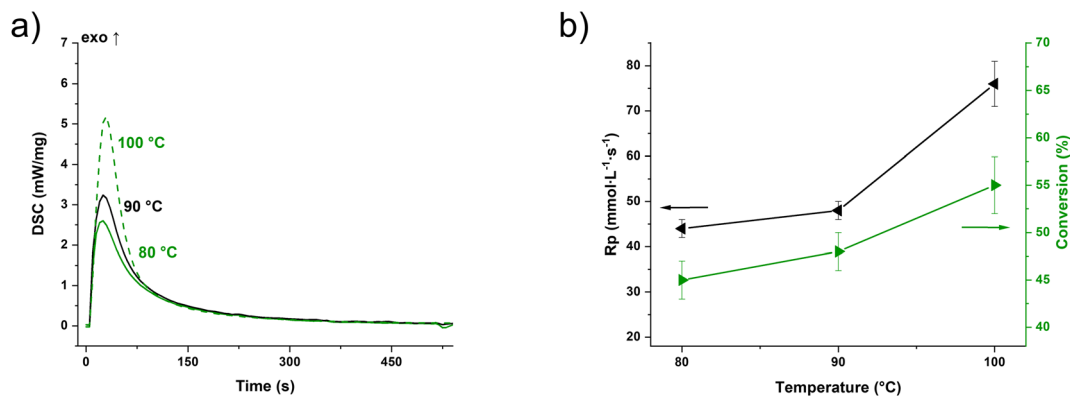 a)
exo ↑
7
6
5
4
3
2
1
0
DSC (mW/mg)
100 °C
90 °C
80 °C
0
150
300
450
Time (s)
b)
80
70
60
50
40
30
20
Rp (mmol·L⁻¹·s⁻¹)
70
65
60
55
50
45
40
Conversion (%)
80
90
100
Temperature (°C)